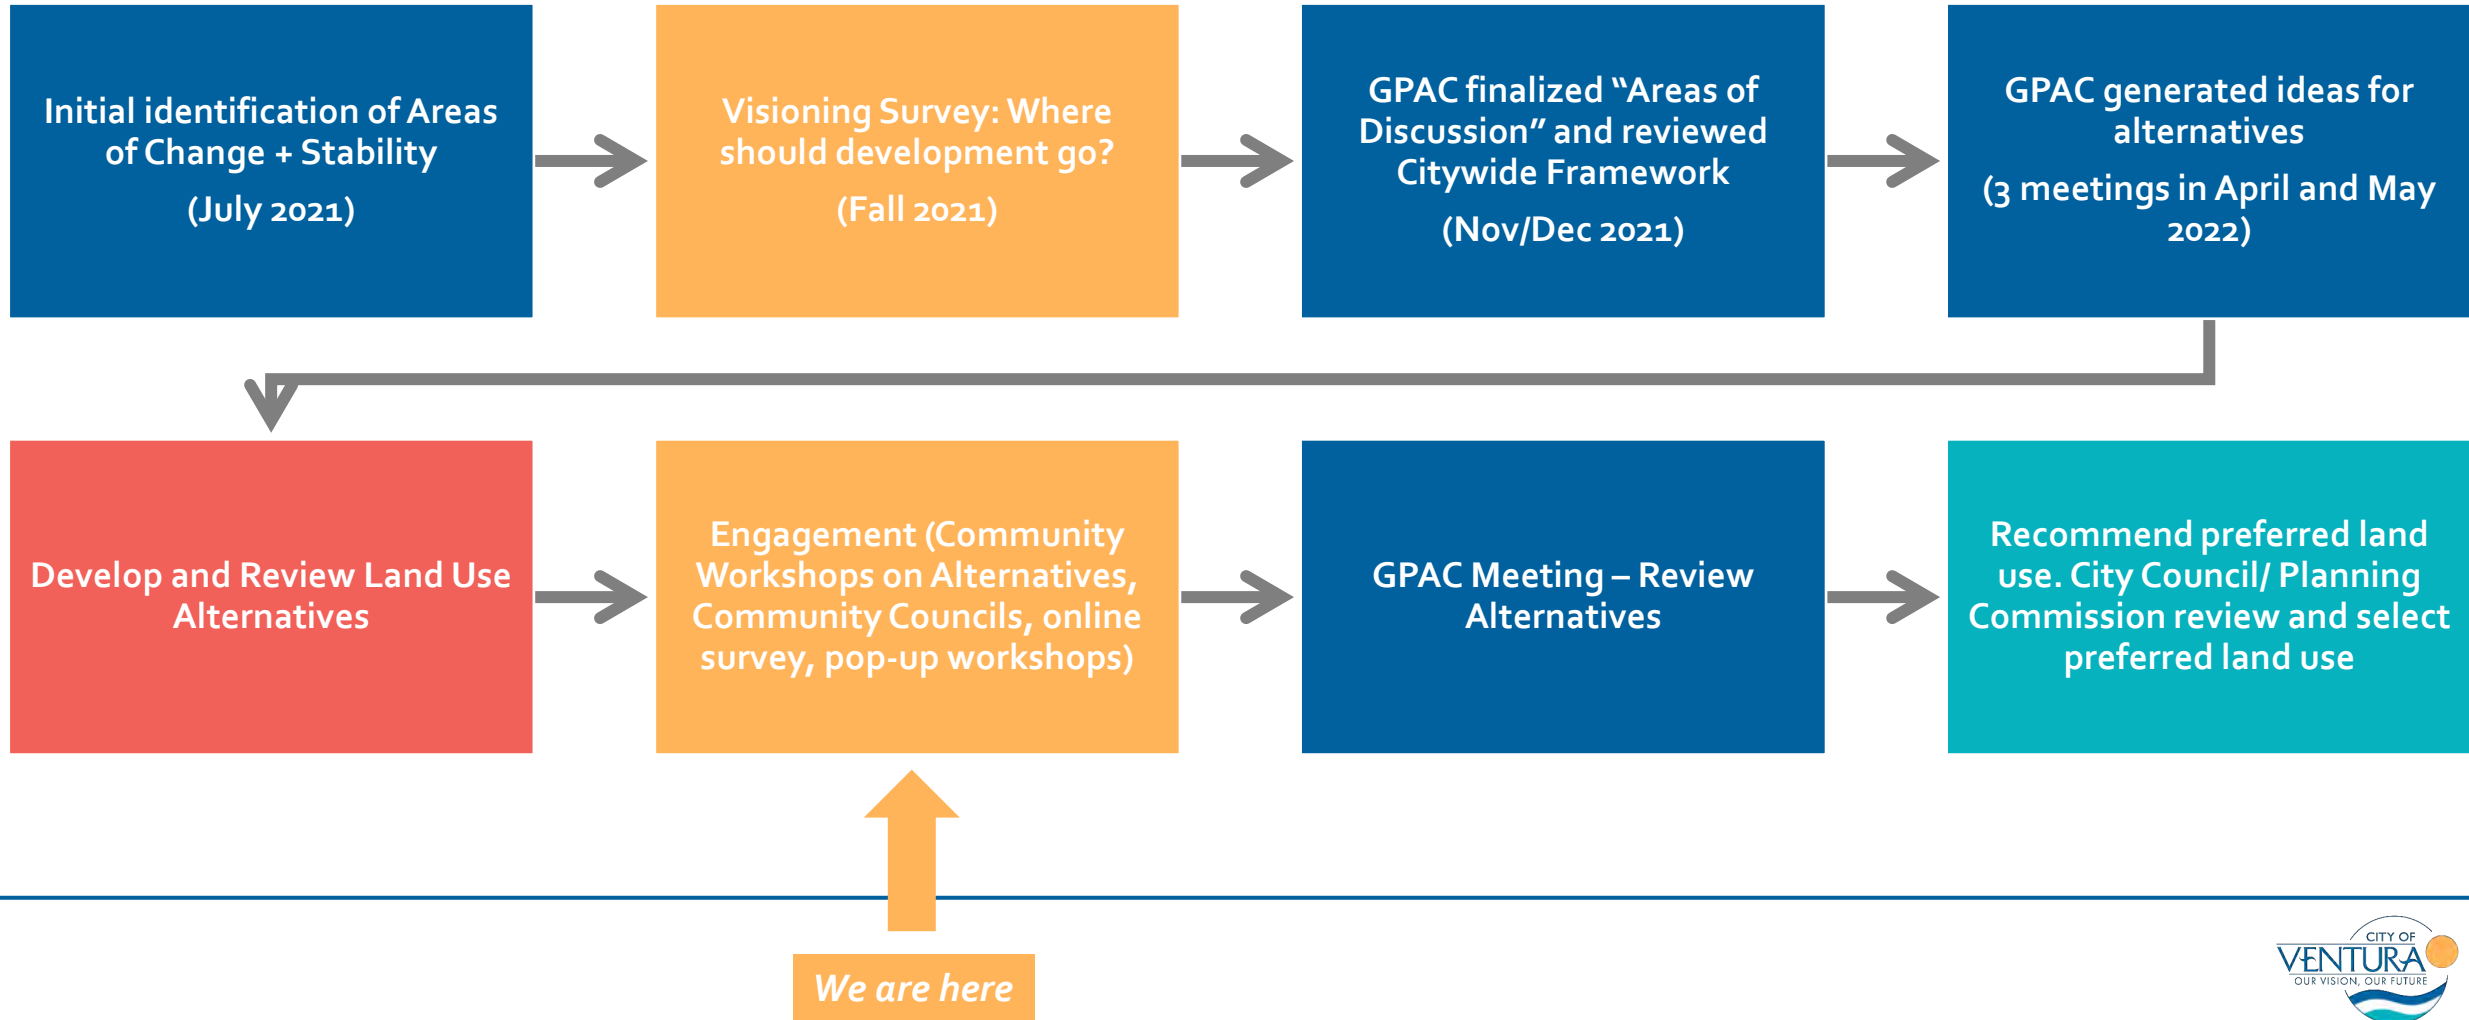 Initial identification of Areas
of Change + Stability
(July 2021)
Visioning Survey: Where
should development go?
(Fall 2021)
GPAC finalized “Areas of
Discussion” and reviewed
Citywide Framework
(Nov/Dec 2021)
GPAC generated ideas for
alternatives
(3 meetings in April and May
2022)
Develop and Review Land Use
Alternatives
Engagement (Community
Workshops on Alternatives,
Community Councils, online
survey, pop-up workshops)
GPAC Meeting – Review
Alternatives
Recommend preferred land
use. City Council/ Planning
Commission review and select
preferred land use
We are here
CITY OF
VENTURA
OUR VISION, OUR FUTURE